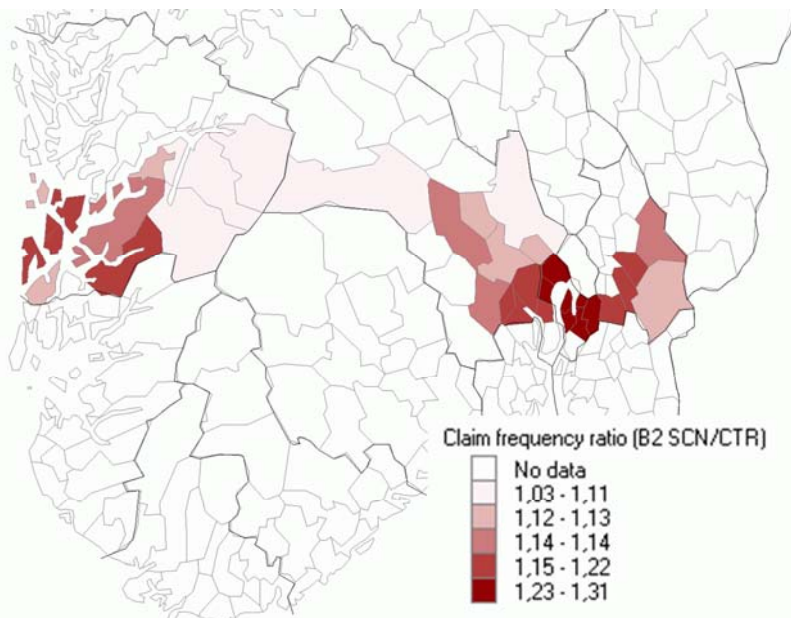 Claim frequency ratio (B2 SCN/CTR)
No data
1,03 - 1,11
1,12 - 1,13
1,14 - 1,14
1,15 - 1,22
1,23 - 1,31